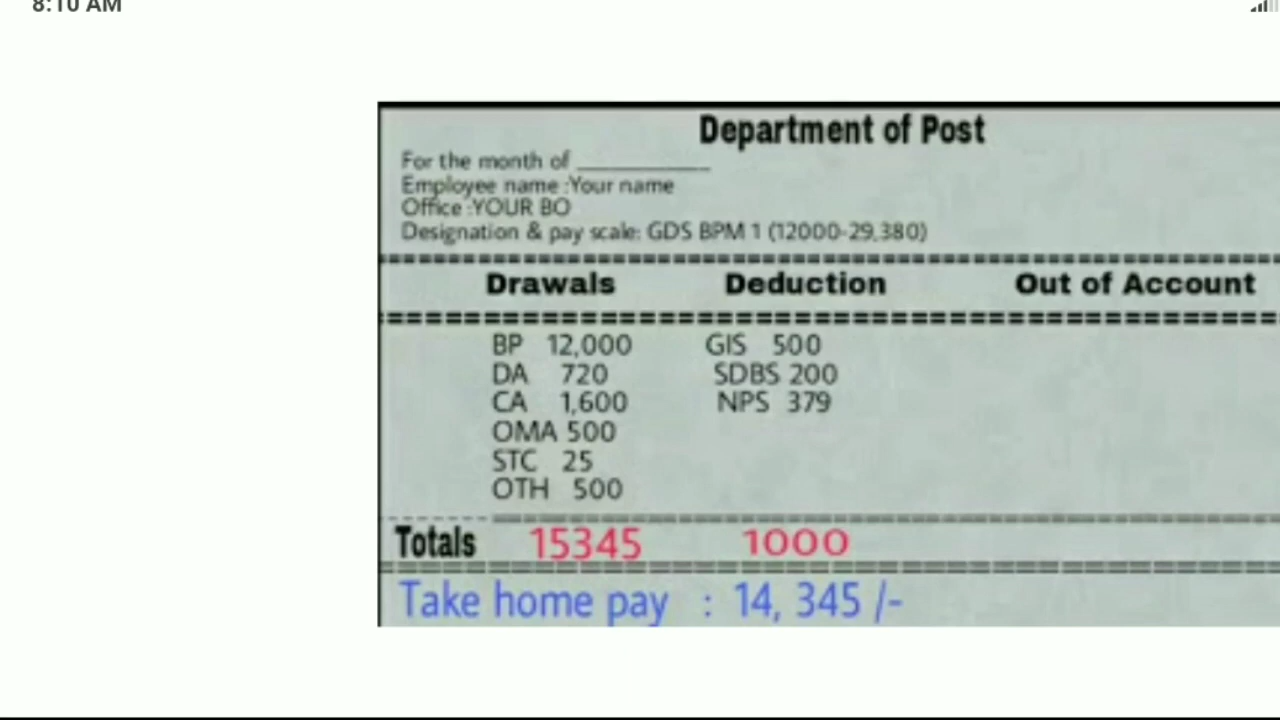 8:10 AM
Department of Post
For the month of ____________
Employee name :Your name
Office :YOUR BO
Designation & pay scale: GDS BPM 1 (12000-29,380)
Drawals Deduction Out of Account
BP 12,000 GIS 500
DA 720 SDBS 200
CA 1,600 NPS 379
OMA 500
STC 25
OTH 500
Totals 15345 1000
Take home pay : 14, 345 /-